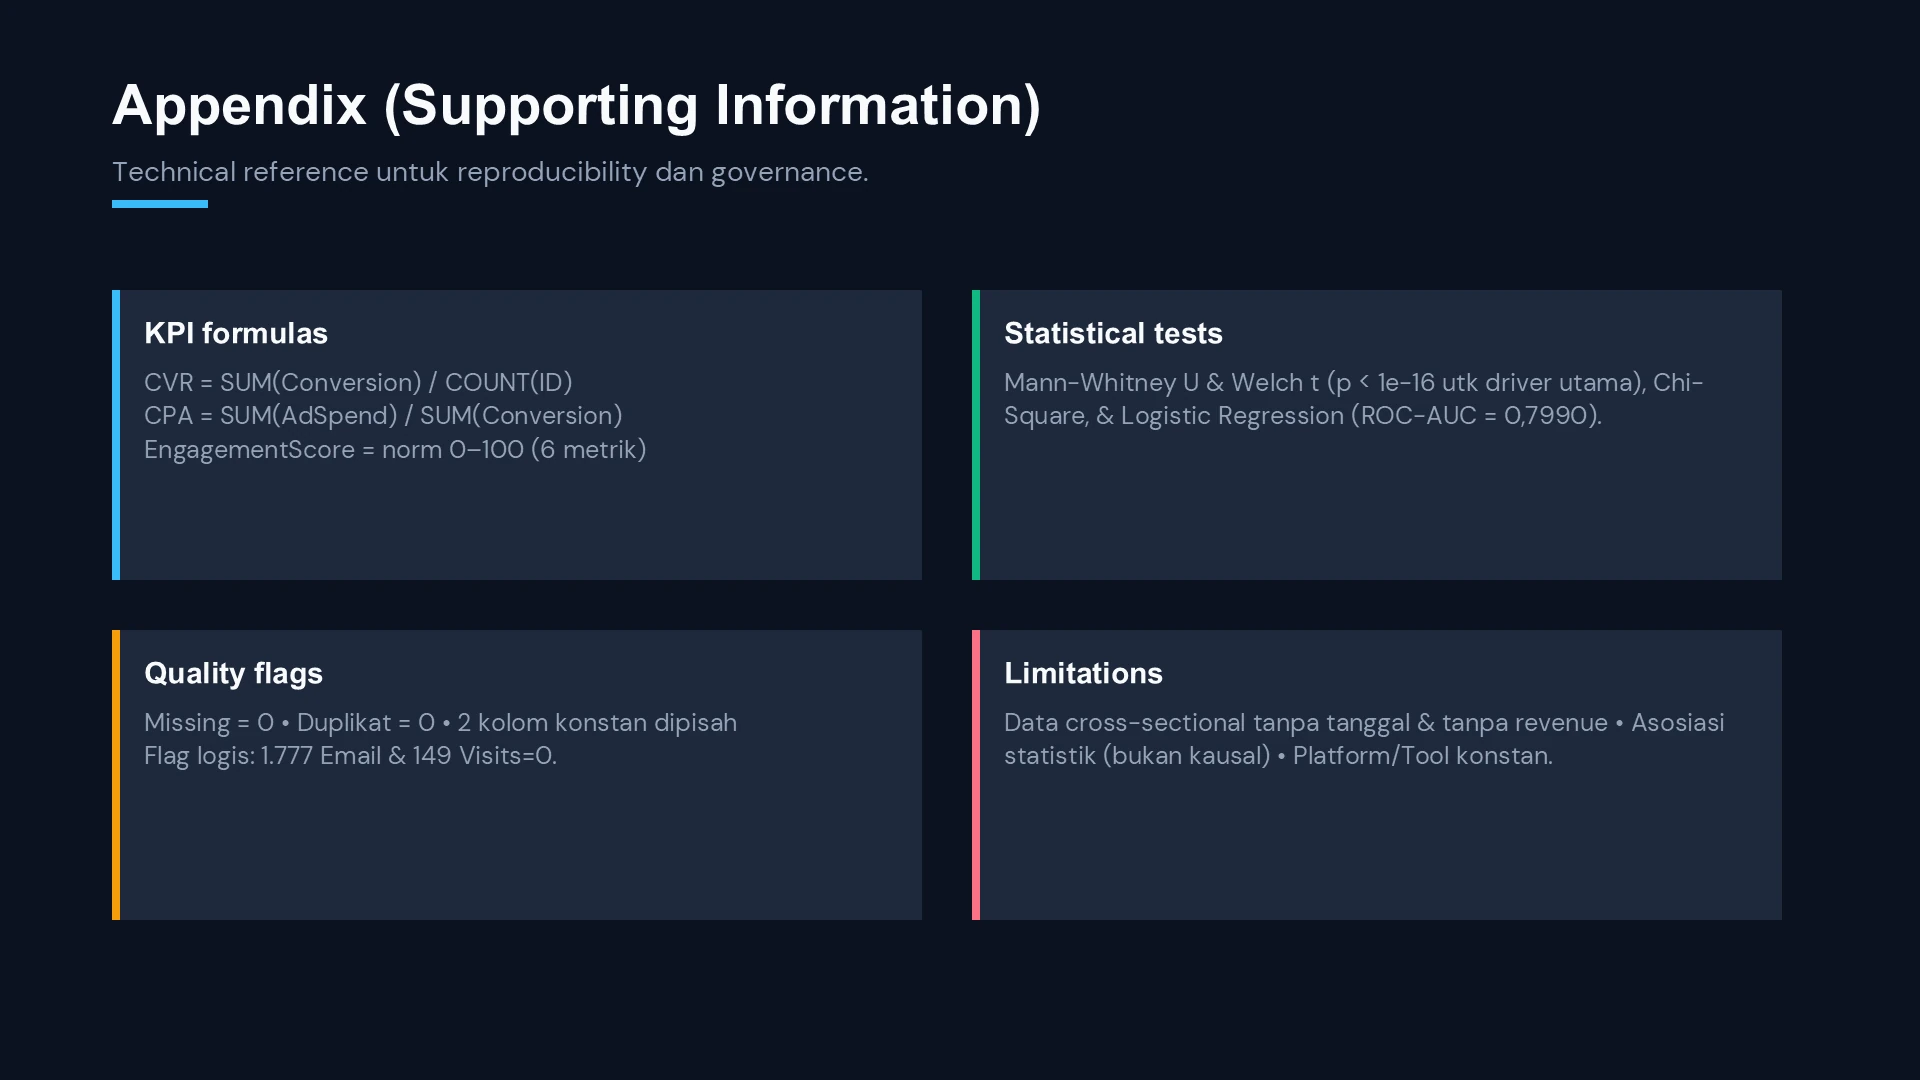 Appendix (Supporting Information)
Technical reference untuk reproducibility dan governance.
KPI formulas
CVR = SUM(Conversion) / COUNT(ID)
CPA = SUM(AdSpend) / SUM(Conversion)
EngagementScore = norm 0–100 (6 metrik)
Statistical tests
Mann-Whitney U & Welch t (p < 1e-16 utk driver utama), Chi-
Square, & Logistic Regression (ROC-AUC = 0,7990).
Quality flags
Missing = 0 • Duplikat = 0 • 2 kolom konstan dipisah
Flag logis: 1.777 Email & 149 Visits=0.
Limitations
Data cross-sectional tanpa tanggal & tanpa revenue • Asosiasi
statistik (bukan kausal) • Platform/Tool konstan.